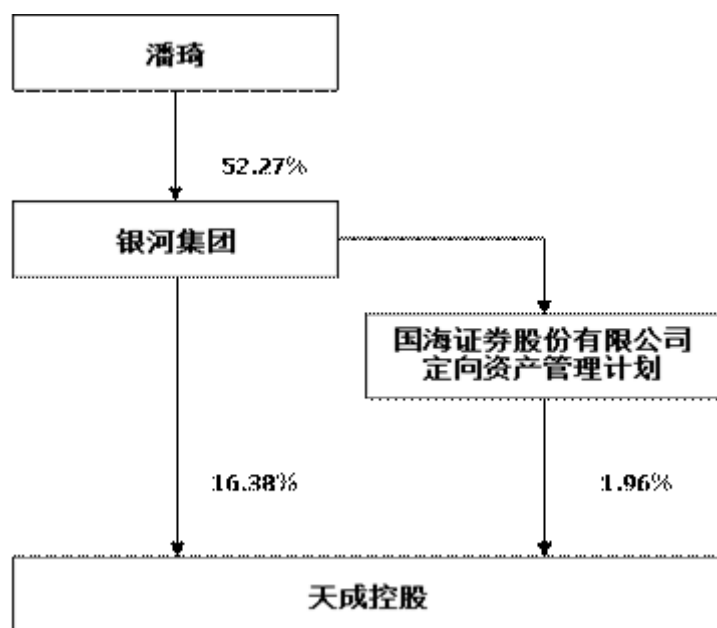 潘琦
52.27%
银河集团
国海证券股份有限公司
定向资产管理计划
16.38%
1.96%
天成控股